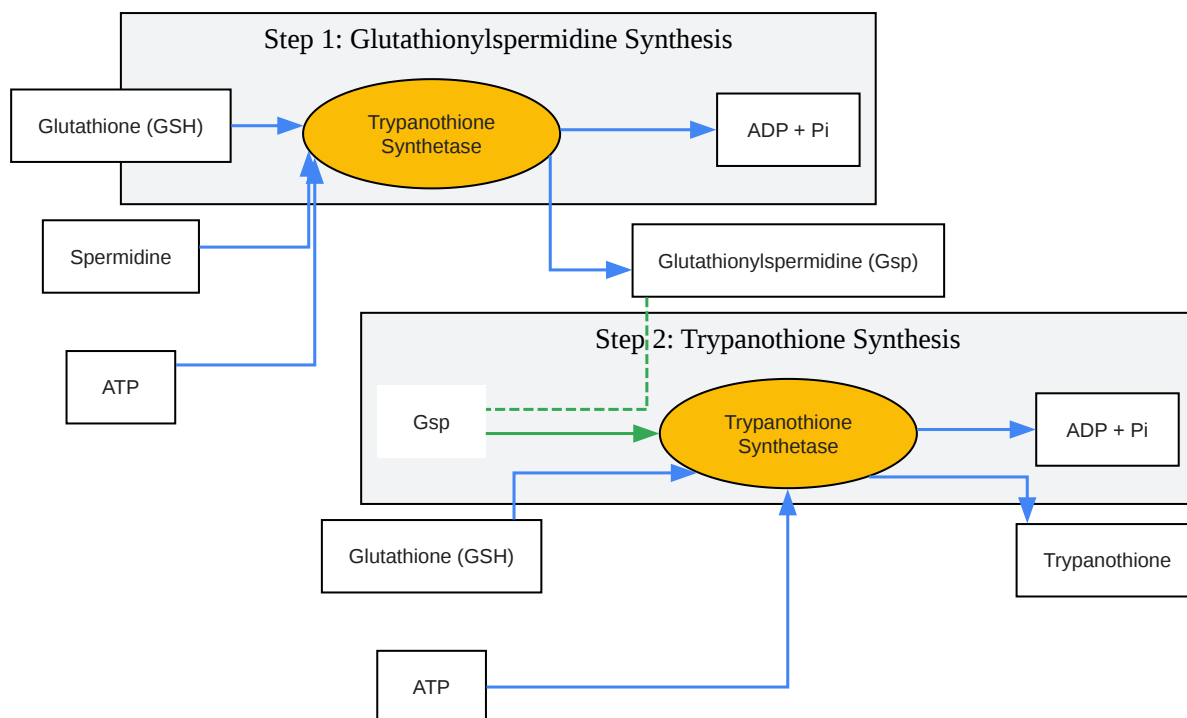 Step 1: Glutathionylspermidine Synthesis
Glutathione (GSH)
Trypanothione
Synthetase
ADP + Pi
Spermidine
Glutathionylspermidine (Gsp)
ATP
Step 2: Trypanothione Synthesis
Gsp
Trypanothione
Synthetase
ADP + Pi
Glutathione (GSH)
Trypanothione
ATP